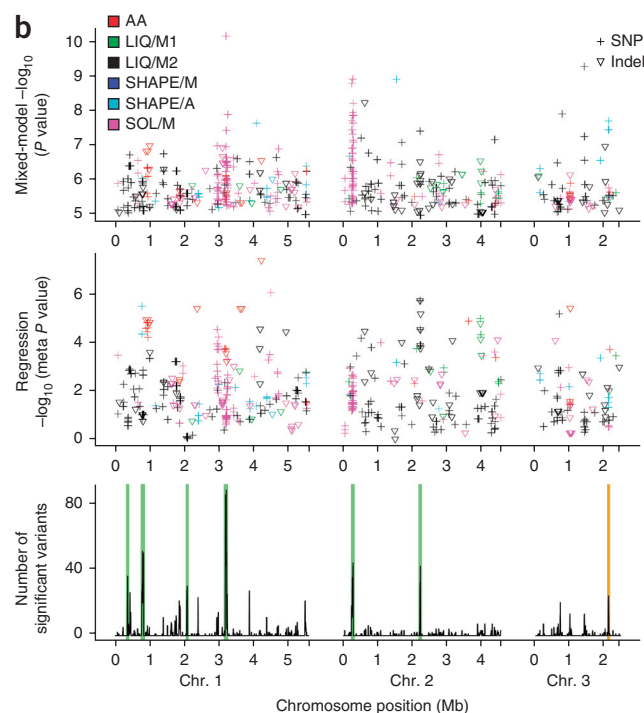 b
AA
LIQ/M1
LIQ/M2
SHAPE/M
SHAPE/A
SOL/M
SNP
Indel
Mixed-model –log10
(P value)
10
9
8
7
6
5
0 1 2 3 4 5 0 1 2 3 4 5 0 1 2
Regression
–log10 (meta P value)
6
4
2
0
0 1 2 3 4 5 0 1 2 3 4 5 0 1 2
Number of
significant variants
80
40
0
0 1 2 3 4 5 0 1 2 3 4 5 0 1 2
Chr. 1 Chr. 2 Chr. 3
Chromosome position (Mb)